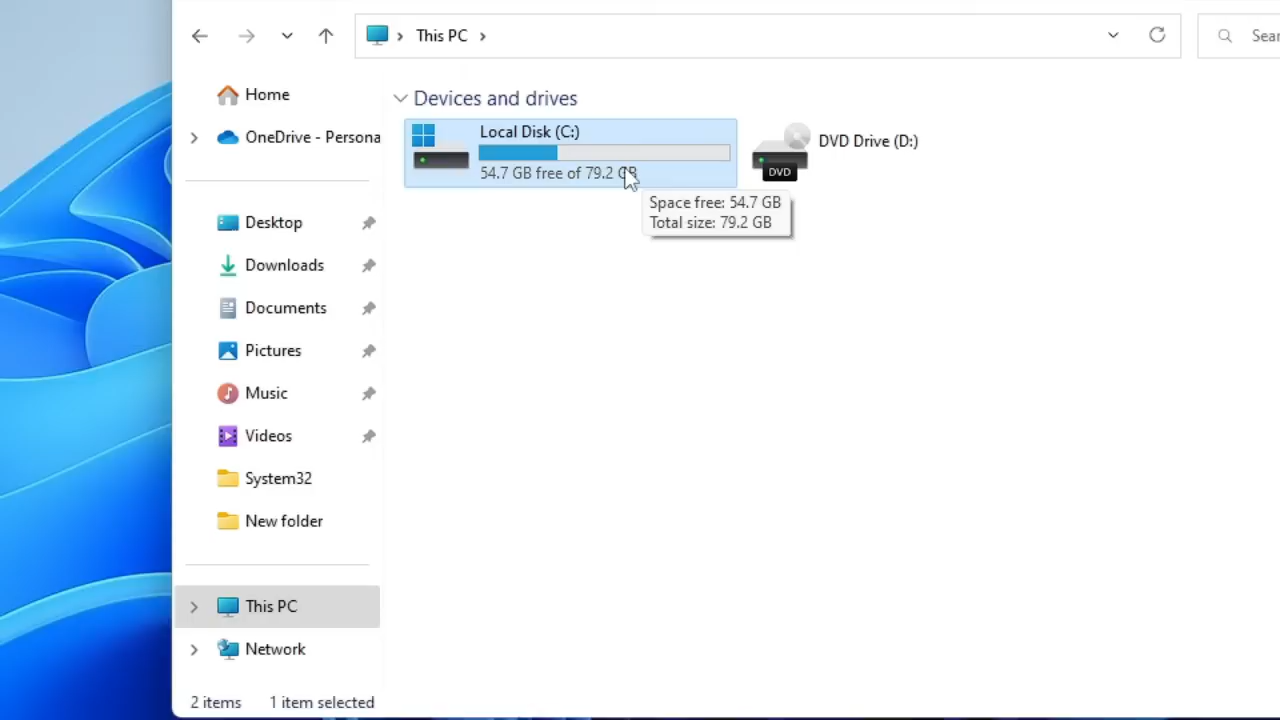 This PC
Sear
Home
OneDrive - Persona
Desktop
Downloads
Documents
Pictures
Music
Videos
System32
New folder
This PC
Network
Devices and drives
Local Disk (C:)
54.7 GB free of 79.2 GB
DVD Drive (D:)
DVD
Space free: 54.7 GB
Total size: 79.2 GB
2 items
1 item selected